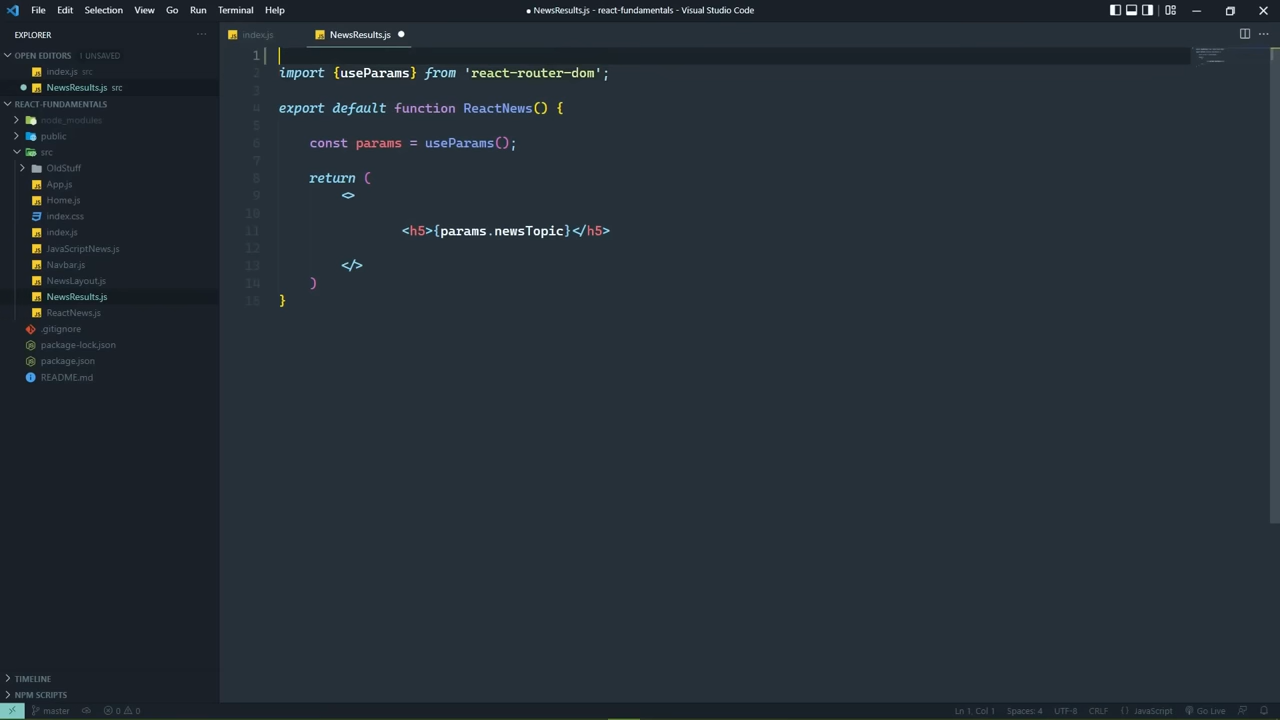 File Edit Selection View Go Run Terminal Help
● NewsResults.js - react-fundamentals - Visual Studio Code
EXPLORER
OPEN EDITORS 1 UNSAVED
index.js src
NewsResults.js src
REACT-FUNDAMENTALS
node_modules
public
src
OldStuff
App.js
Home.js
index.css
index.js
JavaScriptNews.js
Navbar.js
NewsLayout.js
NewsResults.js
ReactNews.js
.gitignore
package-lock.json
package.json
README.md
TIMELINE
NPM SCRIPTS
index.js NewsResults.js
1
2 import {useParams} from 'react-router-dom';
3
4 export default function ReactNews() {
5
6 const params = useParams();
7
8 return (
9 <>
10
11 <h5>{params.newsTopic}</h5>
12
13 </>
14 )
15 }
master 0 0 Ln 1, Col 1 Spaces: 4 UTF-8 CRLF {} JavaScript Go Live